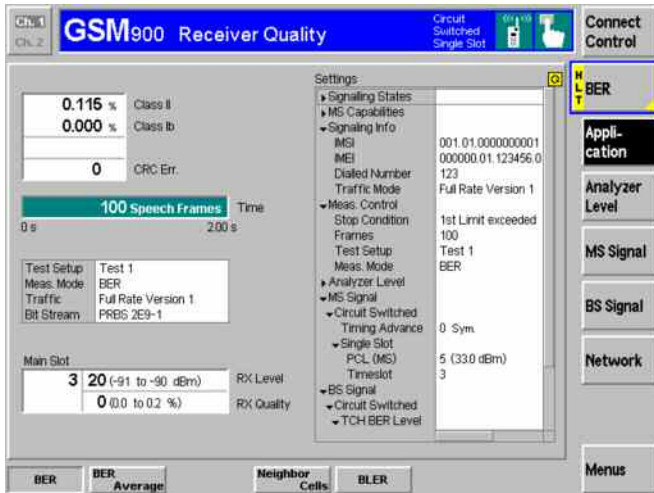 Ch. 1
Ch. 2
GSM900 Receiver Quality
Circuit
Switched
Single Slot
Connect
Control
0.115 % Class II
0.000 % Class Ib
0 CRC Err.
100 Speech Frames Time
0 s 2.00 s
Test Setup Test 1
Meas. Mode BER
Traffic Full Rate Version 1
Bit Stream PRBS 2E9-1
Main Slot
3 20 (-91 to -90 dBm) RX Level
0 (0.0 to 0.2 %) RX Quality
Settings
Signalling States
MS Capabilities
Signaling Info
IMSI 001.01.0000000001
IMEI 000000.01.123456.0
Dialled Number 123
Traffic Mode Full Rate Version 1
Meas. Control
Stop Condition 1st Limit exceeded
Frames 100
Test Setup Test 1
Meas. Mode BER
Analyzer Level
MS Signal
Circuit Switched
Timing Advance 0 Sym.
Single Slot
PCL (MS) 5 (33.0 dBm)
Timeslot 3
BS Signal
Circuit Switched
TCH BER Level
G
HLT
BER
Appli-
cation
Analyzer
Level
MS Signal
BS Signal
Network
Menus
BER
BER
Average
Neighbor
Cells
BLER